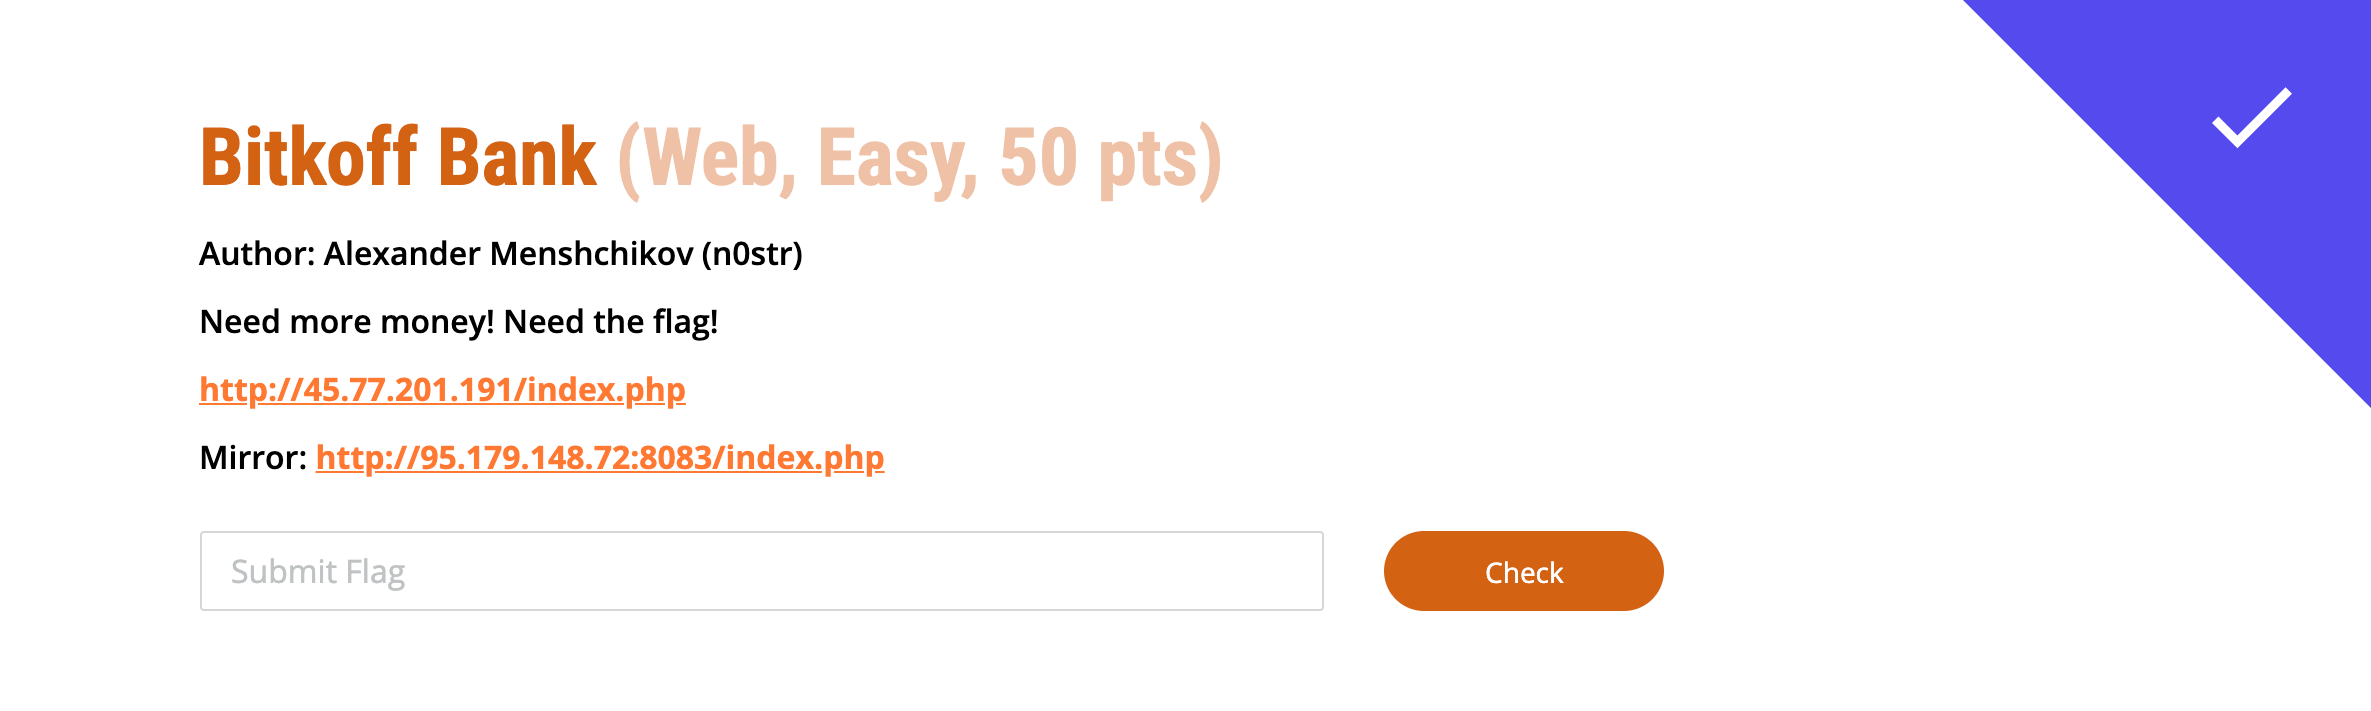 Bitkoff Bank (Web, Easy, 50 pts)
Author: Alexander Menshchikov (n0str)
Need more money! Need the flag!
http://45.77.201.191/index.php
Mirror: http://95.179.148.72:8083/index.php
Submit Flag
Check